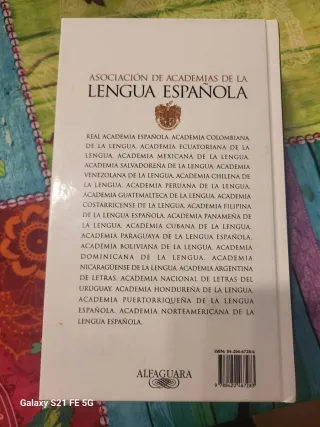 ASOCIACIÓN DE ACADEMIAS DE LA
LENGUA ESPAÑOLA
REAL ACADEMIA ESPAÑOLA. ACADEMIA COLOMBIANA
DE LA LENGUA. ACADEMIA ECUATORIANA DE LA
LENGUA. ACADEMIA MEXICANA DE LA LENGUA.
ACADEMIA SALVADOREÑA DE LA LENGUA. ACADEMIA
VENEZOLANA DE LA LENGUA. ACADEMIA CHILENA DE
LA LENGUA. ACADEMIA PERUANA DE LA LENGUA.
ACADEMIA GUATEMALTECA DE LA LENGUA. ACADEMIA
COSTARRICENSE DE LA LENGUA. ACADEMIA FILIPINA
DE LA LENGUA ESPAÑOLA. ACADEMIA PANAMEÑA DE
LA LENGUA. ACADEMIA CUBANA DE LA LENGUA.
ACADEMIA PARAGUAYA DE LA LENGUA ESPAÑOLA.
ACADEMIA BOLIVIANA DE LA LENGUA. ACADEMIA
DOMINICANA DE LA LENGUA. ACADEMIA
NICARAGÜENSE DE LA LENGUA. ACADEMIA ARGENTINA
DE LETRAS. ACADEMIA NACIONAL DE LETRAS DEL
URUGUAY. ACADEMIA HONDUREÑA DE LA LENGUA.
ACADEMIA PUERTORRIQUEÑA DE LA LENGUA
ESPAÑOLA. ACADEMIA NORTEAMERICANA DE LA
LENGUA ESPAÑOLA.
ALFAGUARA
Galaxy S21 FE 5G